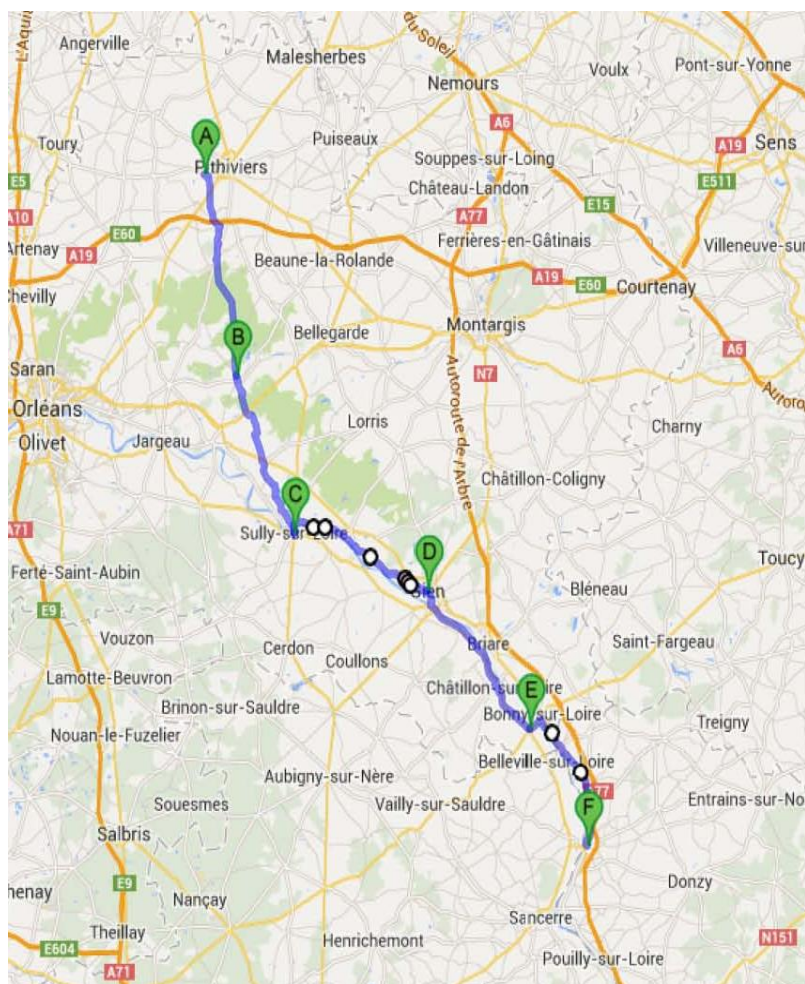 L'Aqui
Angerville
du Soleil
Malesherbes
Nemours
Voulx
Pont-sur-Yonne
A
Toury
Pithiviers
Puiseaux
A6
A19
Sens
E5
Souppes-sur-Loing
E511
A10
Château-Landon
A77
E15
Artenay
E60
A19
Ferrières-en-Gâtinais
Villeneuve-sur
Beaune-la-Rolande
A19
E60
Courtenay
Chevilly
B
Bellegarde
Montargis
Saran
A6
Orléans
N7
Autorou
Olivet
Jargeau
Lorris
Autoroute de l'Arbre
Charny
C
Châtillon-Coligny
A71
Sully-sur-Loire
D
Toucy
Ferté-Saint-Aubin
Gien
Bléneau
E9
Vouzon
Cerdon
Briare
Saint-Fargeau
Lamotte-Beuvron
Coullons
Châtillon-sur-Loire
E
Brinon-sur-Sauldre
Bonny-sur-Loire
Treigny
Nouan-le-Fuzelier
Belleville-sur-Loire
Aubigny-sur-Nère
77
Souesmes
Vailly-sur-Sauldre
F
Entrains-sur-No
Salbris
E9
Donzy
henay
Nançay
Sancerre
Theillay
Henrichemont
N151
E604
A71
Pouilly-sur-Loire